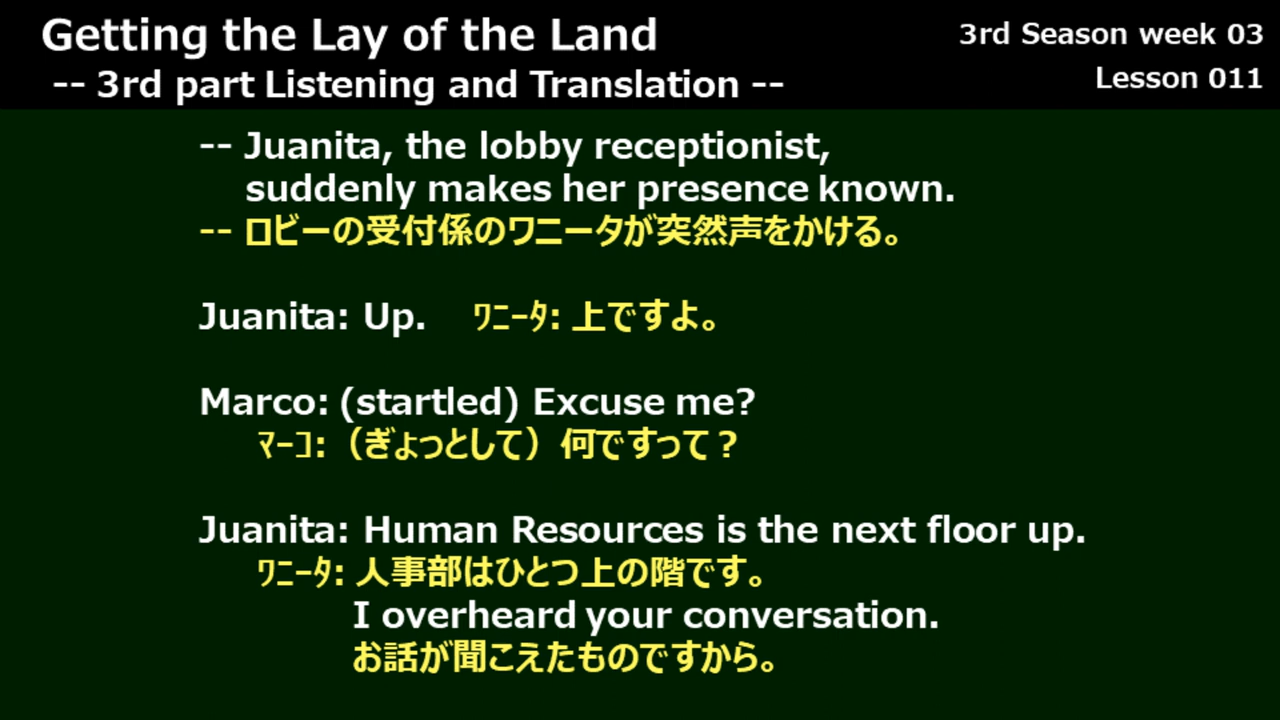 Getting the Lay of the Land
3rd Season week 03
-- 3rd part Listening and Translation --
Lesson 011
-- Juanita, the lobby receptionist,
suddenly makes her presence known.
-- ロビーの受付係のワニータが突然声をかける。
Juanita: Up. ﾜﾆｰﾀ: 上ですよ。
Marco: (startled) Excuse me?
ﾏｰｺ:（ぎょっとして）何ですって？
Juanita: Human Resources is the next floor up.
ﾜﾆｰﾀ: 人事部はひとつ上の階です。
I overheard your conversation.
お話が聞こえたものですから。